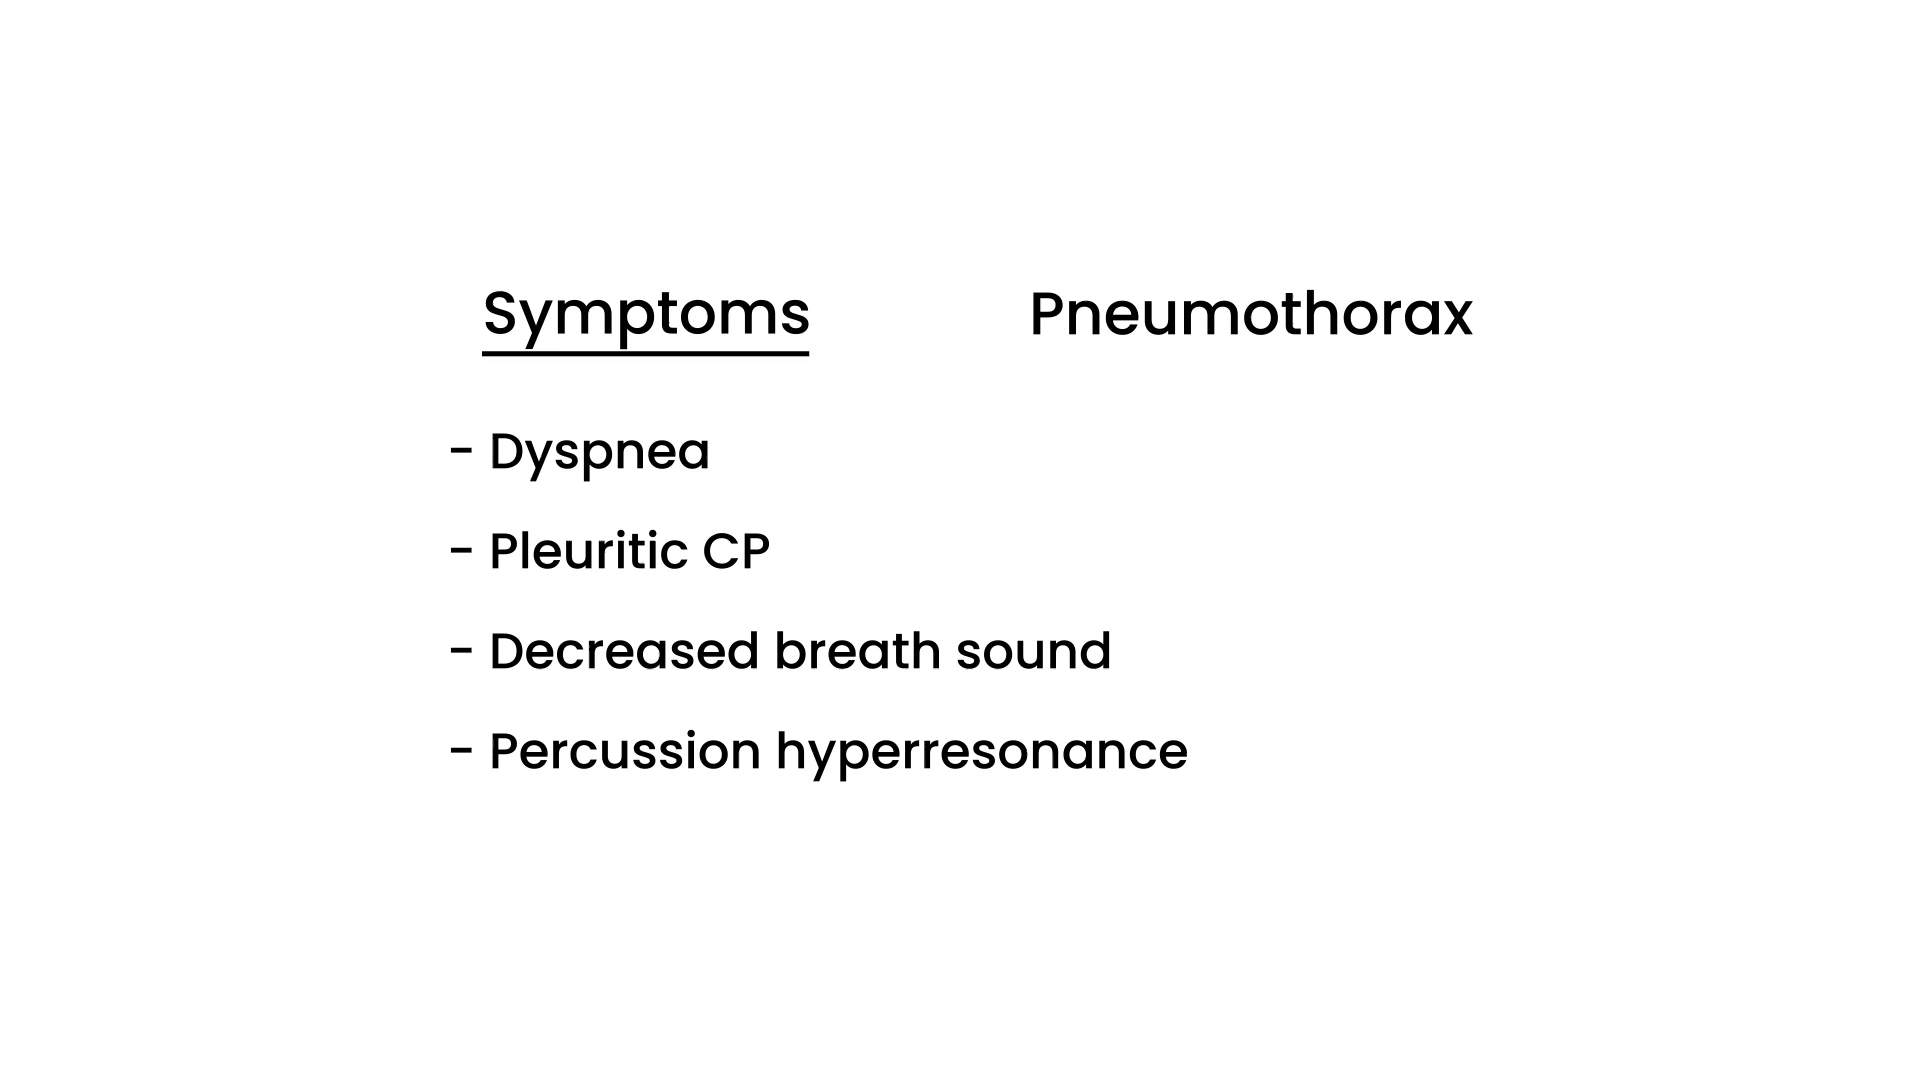 Symptoms Pneumothorax
- Dyspnea
- Pleuritic CP
- Decreased breath sound
- Percussion hyperresonance